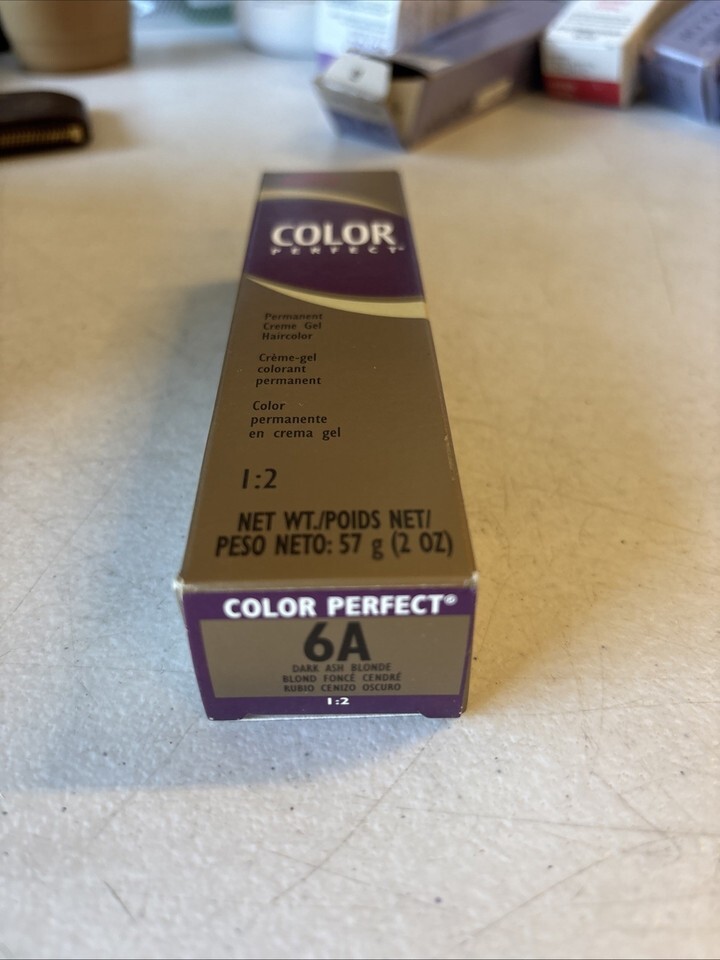 COLOR
PERFECT®
Permanent
Creme Gel
Haircolor
Crème-gel
colorant
permanent
Color
permanente
en crema gel
1:2
NET WT./POIDS NET/
PESO NETO: 57 g (2 OZ)
COLOR PERFECT®
6A
DARK ASH BLONDE
BLOND FONCÉ CENDRÉ
RUBIO CENIZO OSCURO
1:2